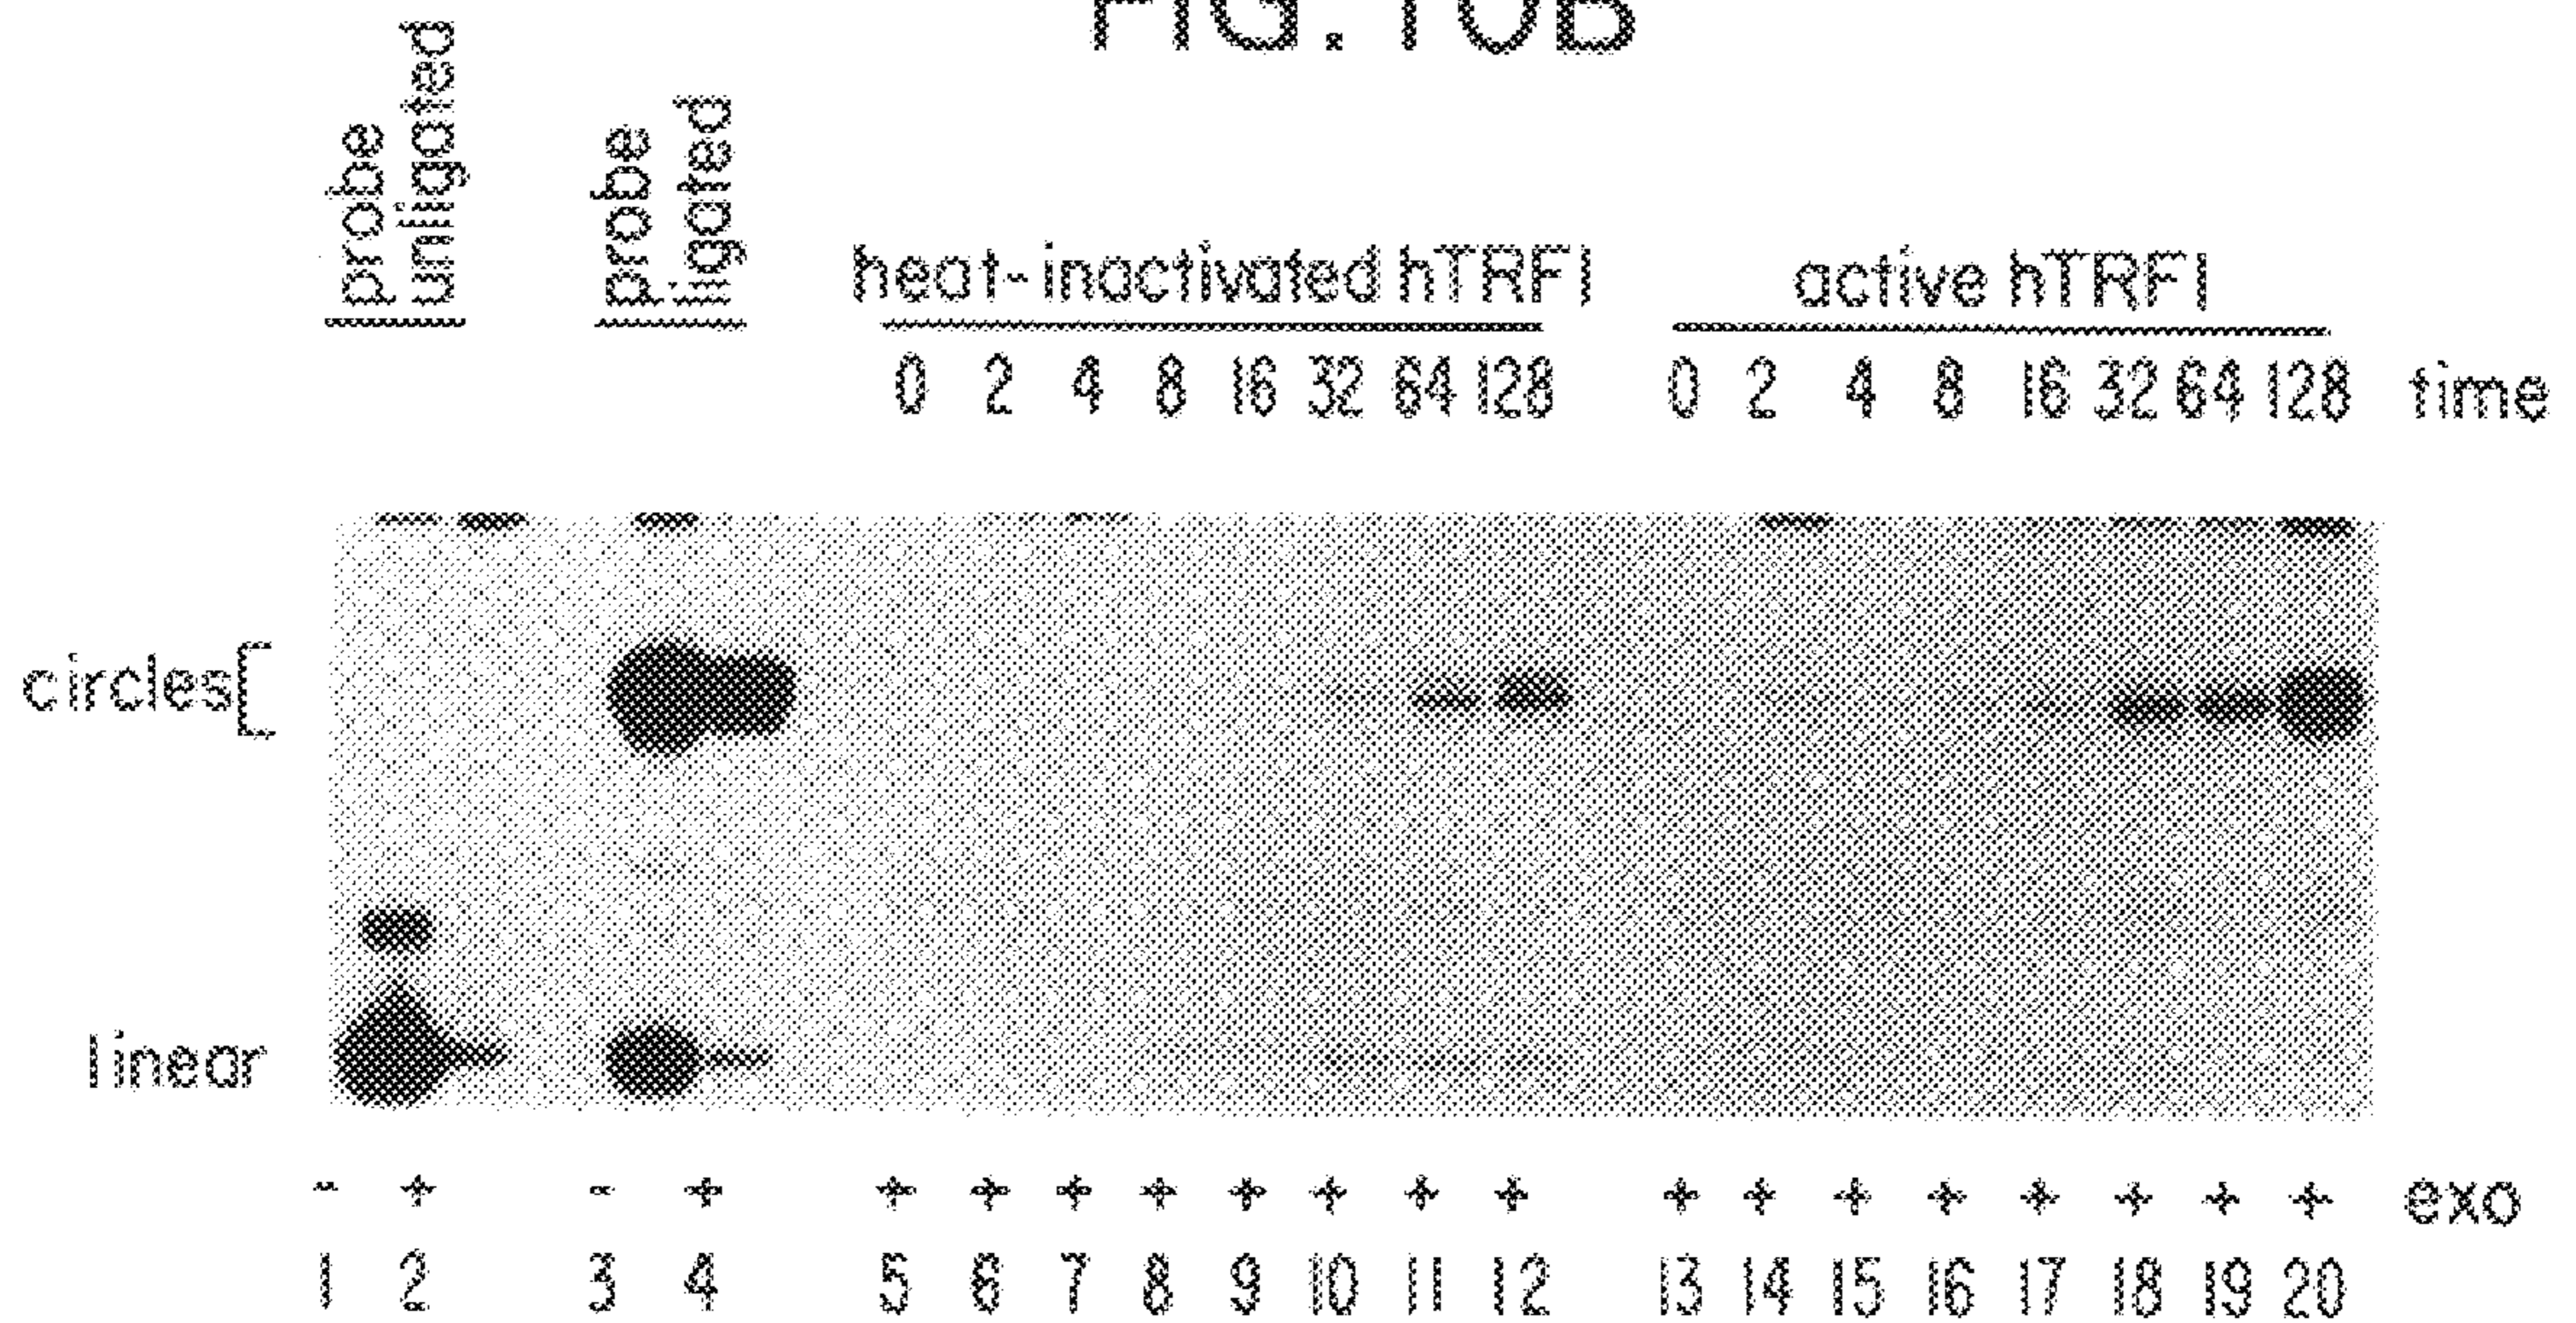 FIG. 10B
probe
unligated
probe
ligated
heat-inactivated hTRF1
active hTRF1
0 2 4 8 16 32 64 128 0 2 4 8 16 32 64 128 time
circles
linear
- + - + + + + + + + + + + + + + + + + + exo
1 2 3 4 5 6 7 8 9 10 11 12 13 14 15 16 17 18 19 20